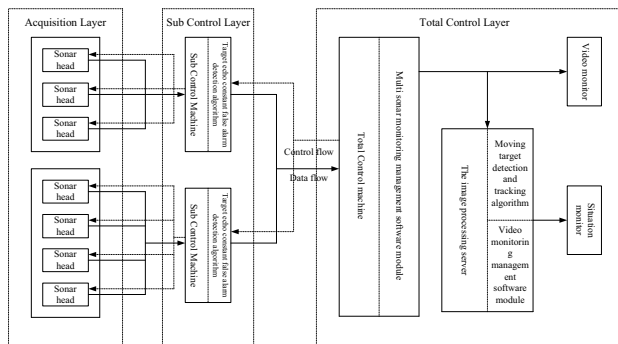 Acquisition Layer
Sub Control Layer
Total Control Layer
Sonar
head
Sonar
head
Sonar
head
Sub Control Machine
Target echo constant false alarm
detection algorithm
Sonar
head
Sonar
head
Sonar
head
Sonar
head
Sub Control Machine
Target echo constant false alarm
detection algorithm
Control flow
Data flow
Total Control machine
Multi sonar monitoring management software module
Video monitor
The image processing server
Moving
target
detection
and
tracking
algorithm
Video
monitorin
g
managem
ent
software
module
Situation
monitor